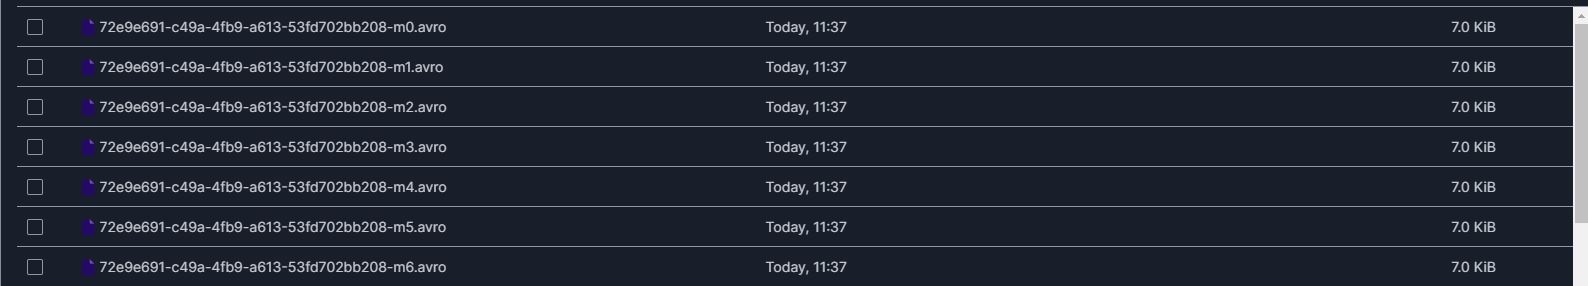 72e9e691-c49a-4fb9-a613-53fd702bb208-m0.avro Today, 11:37 7.0 KiB
72e9e691-c49a-4fb9-a613-53fd702bb208-m1.avro Today, 11:37 7.0 KiB
72e9e691-c49a-4fb9-a613-53fd702bb208-m2.avro Today, 11:37 7.0 KiB
72e9e691-c49a-4fb9-a613-53fd702bb208-m3.avro Today, 11:37 7.0 KiB
72e9e691-c49a-4fb9-a613-53fd702bb208-m4.avro Today, 11:37 7.0 KiB
72e9e691-c49a-4fb9-a613-53fd702bb208-m5.avro Today, 11:37 7.0 KiB
72e9e691-c49a-4fb9-a613-53fd702bb208-m6.avro Today, 11:37 7.0 KiB